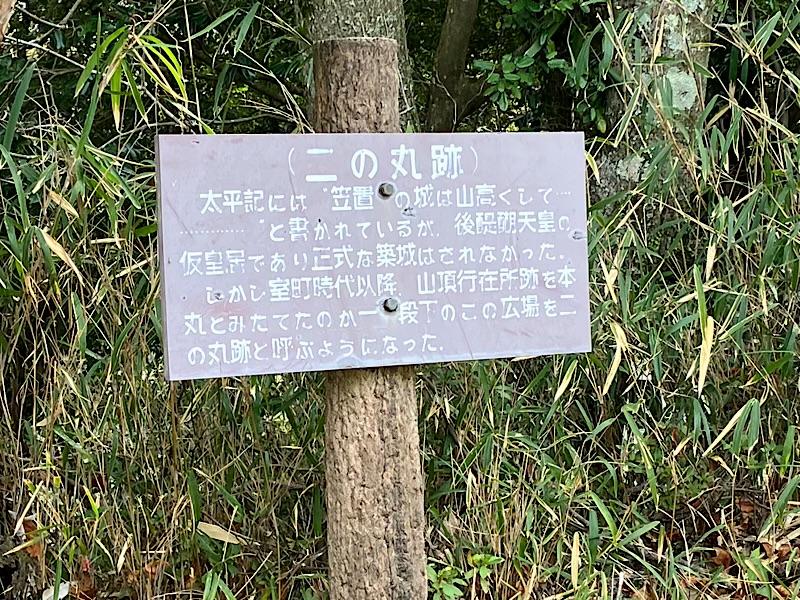 （二の丸跡）
太平記には〝笠置の城は山高くして‥‥
‥‥‥‥‥〟と書かれているが、後醍醐天皇の
仮皇居であり正式な築城はされなかった。
しかし室町時代以降、山頂行在所跡を本
丸とみたてたのか一段下のこの広場を二
の丸跡と呼ぶようになった。